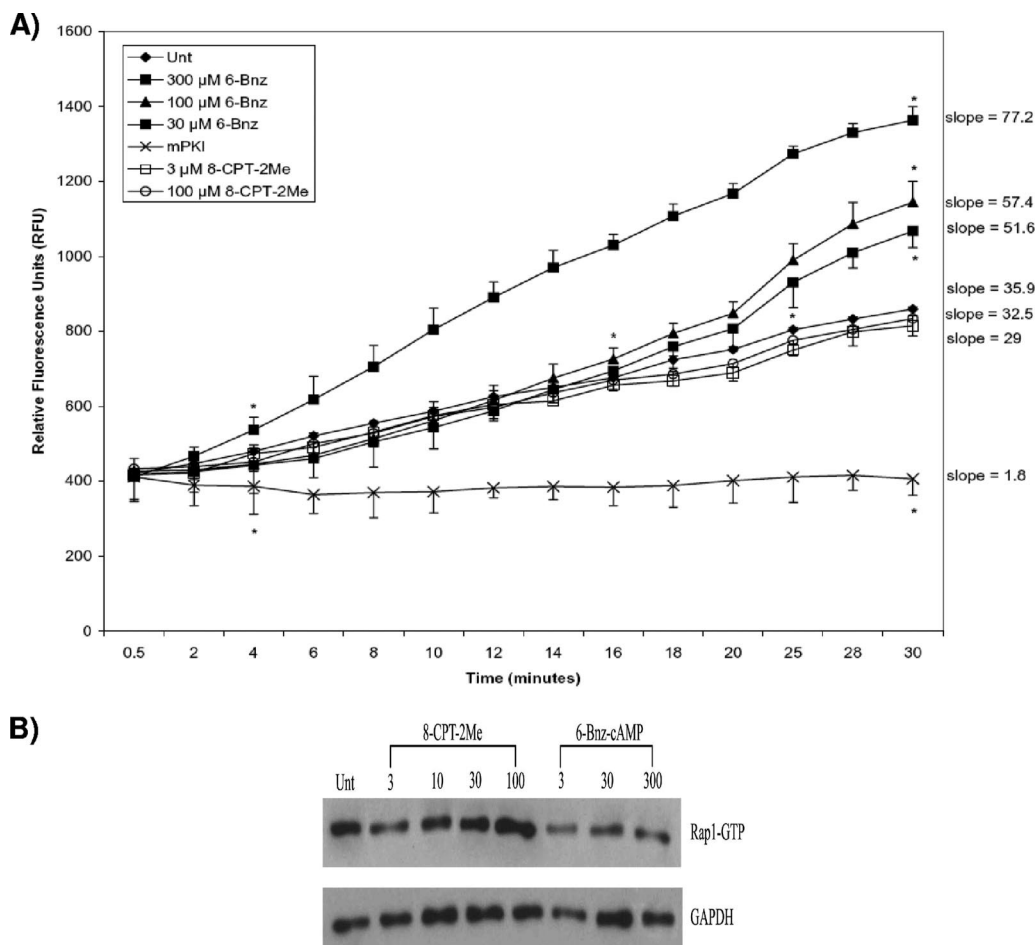 A)
1600
1400
1200
1000
800
600
400
200
0
Relative Fluorescence Units (RFU)
Unt
300 µM 6-Bnz
100 µM 6-Bnz
30 µM 6-Bnz
mPKI
3 µM 8-CPT-2Me
100 µM 8-CPT-2Me
*
*
*
*
*
*
*
*
slope = 77.2
slope = 57.4
slope = 51.6
slope = 35.9
slope = 32.5
slope = 29
slope = 1.8
0.5 2 4 6 8 10 12 14 16 18 20 25 28 30
Time (minutes)
B)
8-CPT-2Me 6-Bnz-cAMP
Unt 3 10 30 100 3 30 300
Rap1-GTP
GAPDH